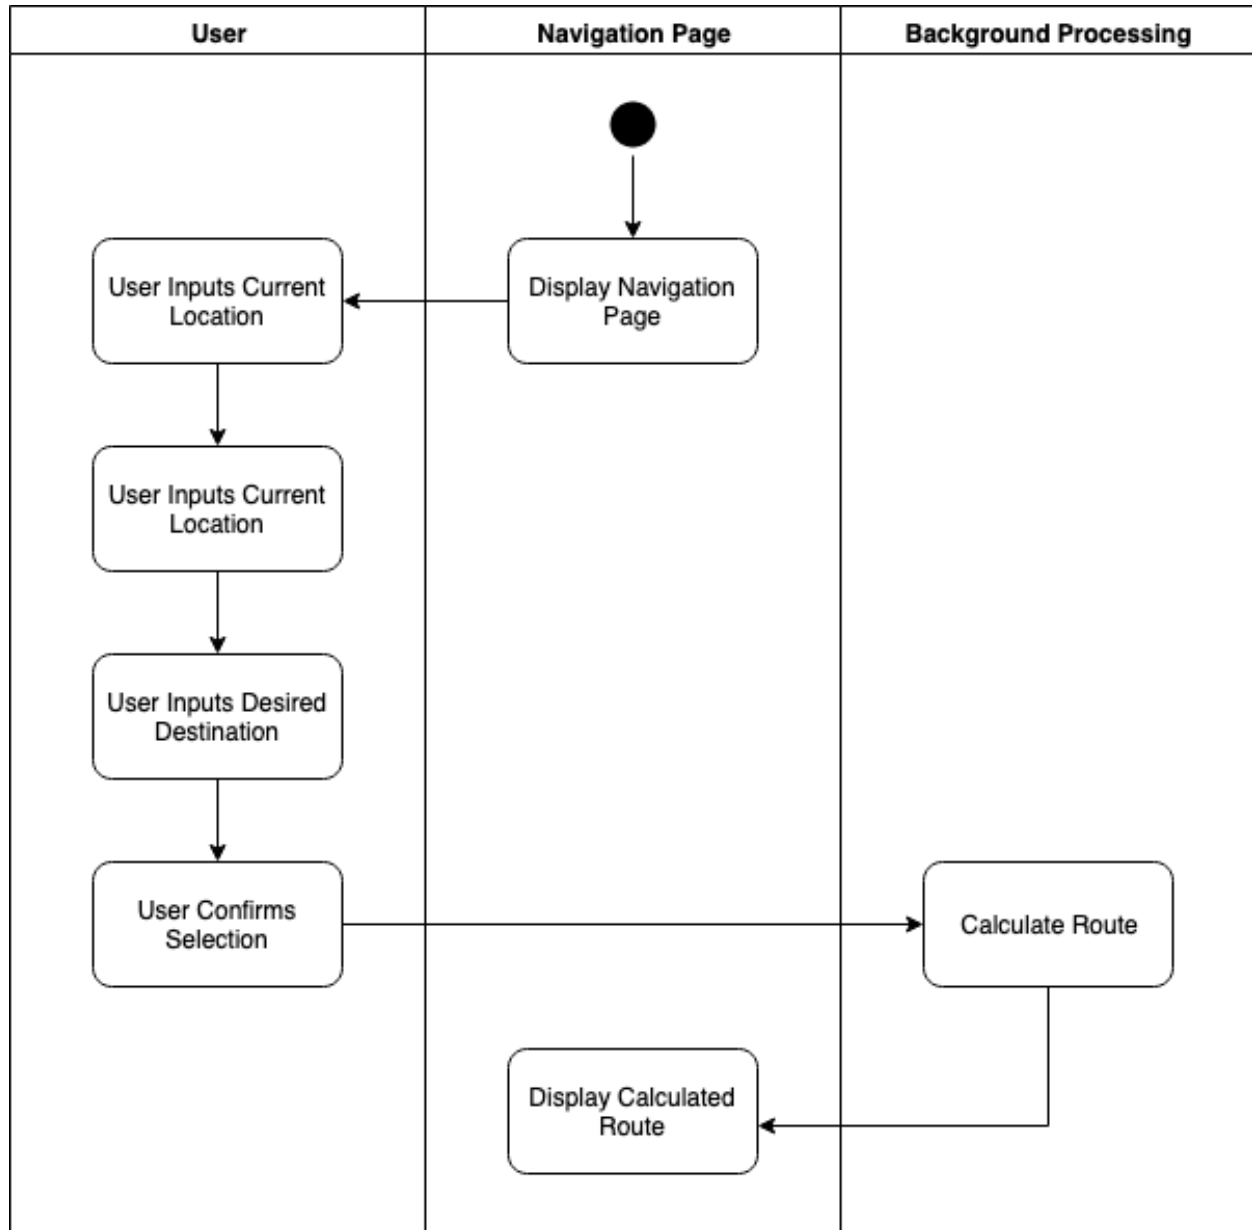 User
Navigation Page
Background Processing
User Inputs Current
Location
Display Navigation
Page
User Inputs Current
Location
User Inputs Desired
Destination
User Confirms
Selection
Calculate Route
Display Calculated
Route